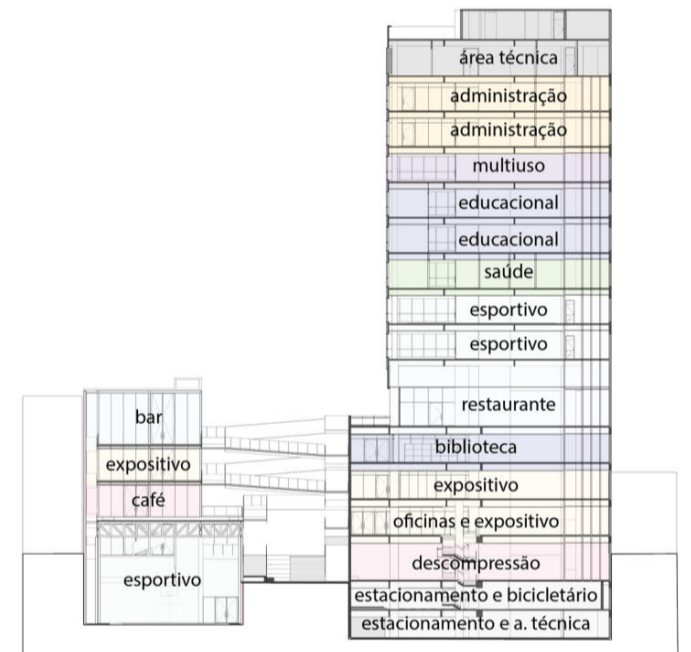 área técnica
administração
administração
multiuso
educacional
educacional
saúde
esportivo
esportivo
restaurante
biblioteca
expositivo
oficinas e expositivo
descompressão
estacionamento e bicicletário
estacionamento e a. técnica
bar
expositivo
café
esportivo